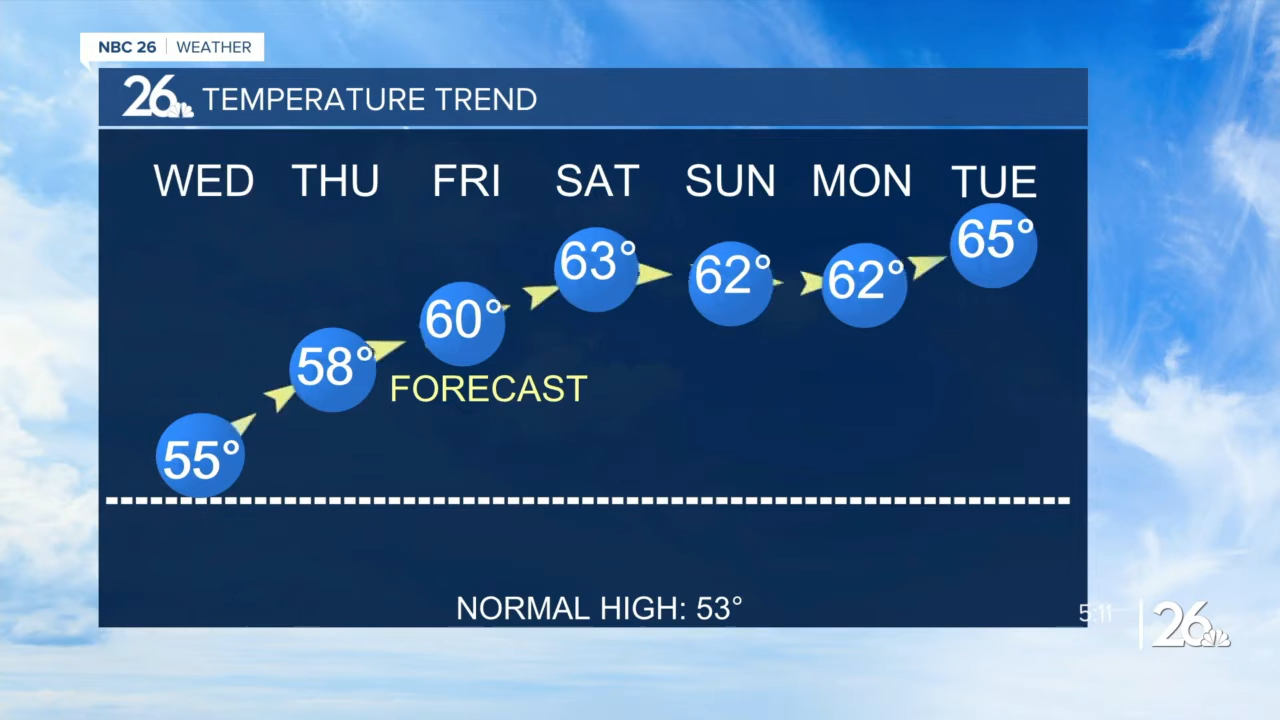 NBC 26 | WEATHER
26 TEMPERATURE TREND
WED THU FRI SAT SUN MON TUE
55° 58° 60° 63° 62° 62° 65°
FORECAST
NORMAL HIGH: 53°
5:11 | 26